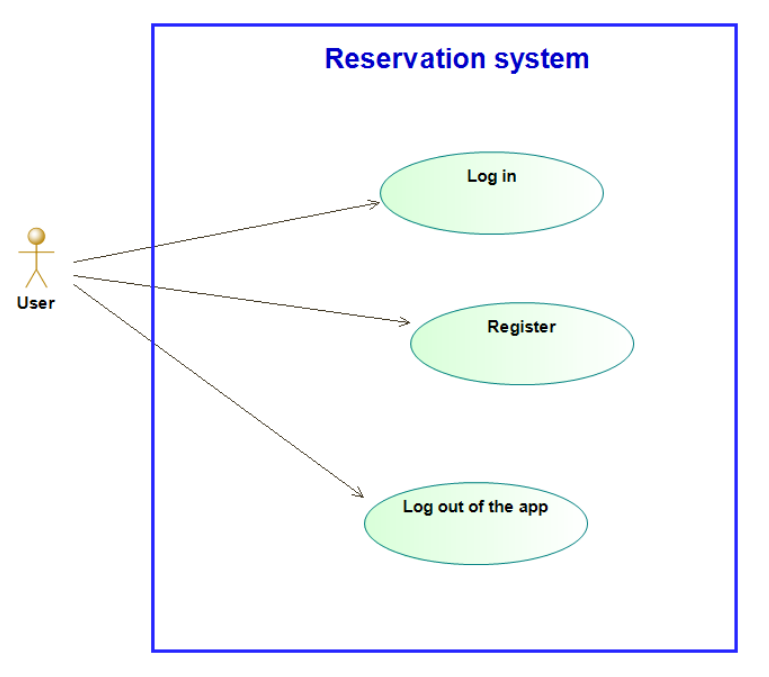 Reservation system
Log in
User
Register
Log out of the app